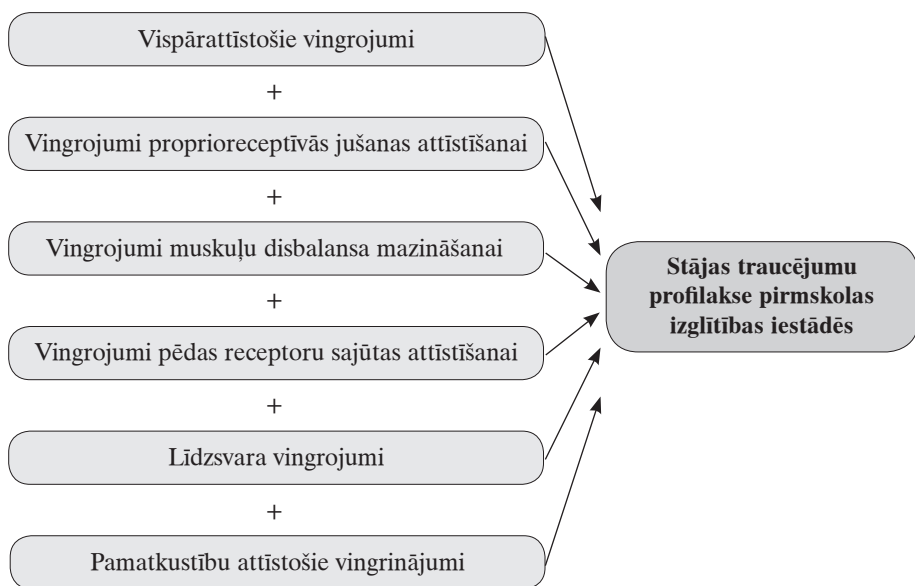 Vispārattīstošie vingrojumi
+
Vingrojumi proprioreceptīvās jušanas attīstīšanai
+
Vingrojumi muskuļu disbalansa mazināšanai
+
Vingrojumi pēdas receptoru sajūtas attīstīšanai
+
Līdzsvara vingrojumi
+
Pamatkustību attīstošie vingrinājumi
Stājas traucējumu
profilakse pirmskolas
izglītības iestādēs